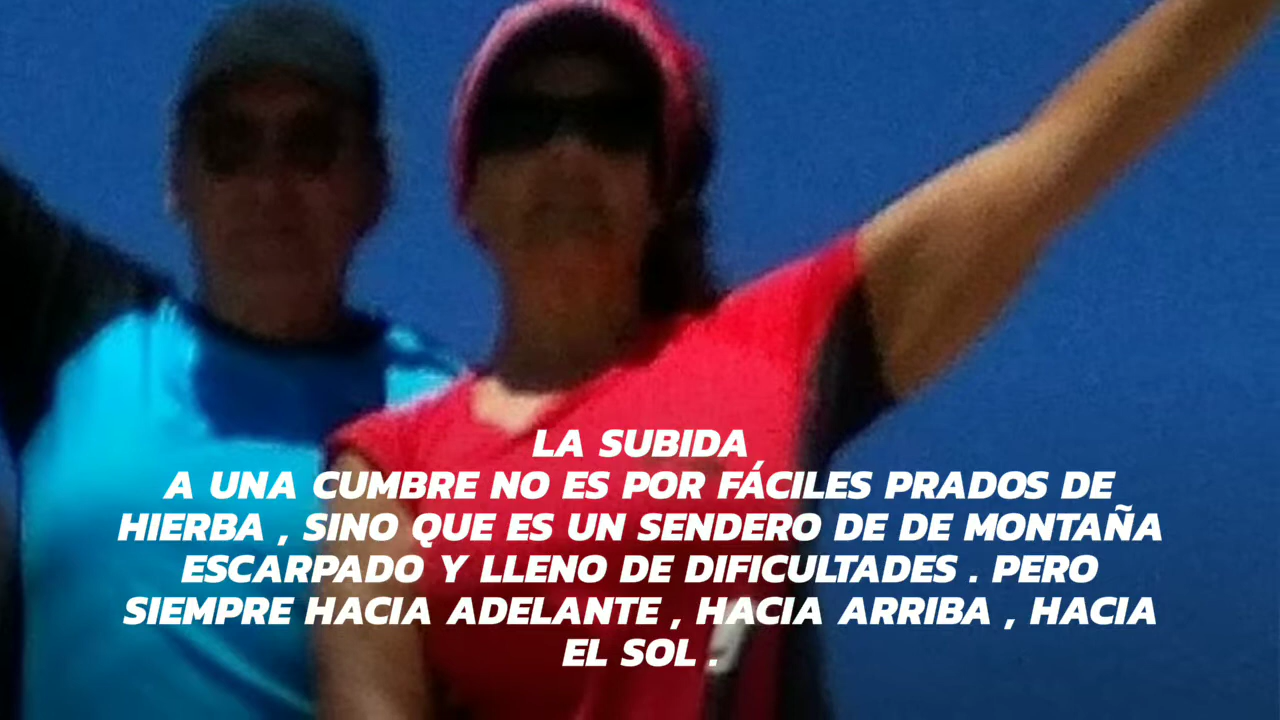 LA SUBIDA
A UNA CUMBRE NO ES POR FÁCILES PRADOS DE
HIERBA , SINO QUE ES UN SENDERO DE DE MONTAÑA
ESCARPADO Y LLENO DE DIFICULTADES . PERO
SIEMPRE HACIA ADELANTE , HACIA ARRIBA , HACIA
EL SOL .